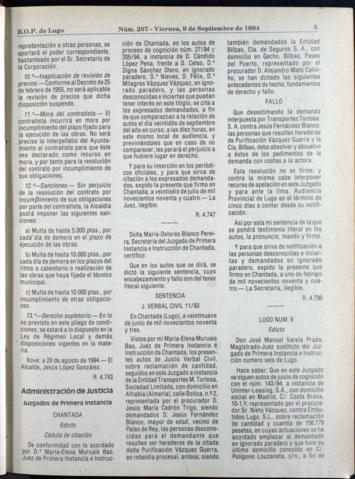 B.O.P. de Lugo
Núm. 207 - Viernes, 9 de Septiembre de 1994
5
representación a otras personas, se
aportará el poder correspondiente,
bastanteado por el Sr. Secretario de
la Corporación.
10.ª—Inaplicación de revisión de
precios.— Conforme al Decreto de 25
de febrero de 1955, no será aplicable
la revisión de precios que dicha
disposición suspende.
11.ª—Mora del contratista.— El
contratista incurrirá en mora por
incumplimiento del plazo fijado para
la ejecución de las obras. No será
preciso la interpelación del Ayunta-
miento al contratista para que éste
sea declarado como incurso en
mora, y por tanto para la resolución
del contrato por incumplimiento de
sus obligaciones.
12.ª—Sanciones.— Sin perjuicio
de la resolución del contrato por
incumplimiento de sus obligaciones
por parte del contratista, la Alcaldía
podrá imponer las siguientes san-
ciones:
a) Multa de hasta 5.000 ptas., por
cada día de demora en el plazo de
ejecución de las obras.
b) Multa de hasta 10.000 ptas., por
cada día de demora en los plazos del
ritmo o calendario o realización de
las obras que haya fijado el técnico
municipal.
c) Multa de hasta 10.000 ptas., por
incumplimiento de otras obligacio-
nes.
13.ª—Derecho supletorio.— En lo
no previsto en este pliego de condi-
ciones, se estará a lo dispuesto en la
Ley de Régimen Local y demás
disposiciones vigentes en la mate-
ria.
Xove, a 20 de agosto de 1994.— El
Alcalde, Jesús López González.
R. 4.743
Administración de Justicia
Juzgados de Primera Instancia
CHANTADA
Edicto
Cédula de citación
De conformidad con lo acordado
por D.ª María-Elena Muruais Bao,
Juez de Primera Instancia e Instruc-
ción de Chantada, en los autos de
proceso de cognición núm. 27/94 y
205/94, a instancia de D. Cándido
López Pena, frente a D. Celso, D.ª
Digna Sánchez Otero, en ignorado
paradero, D.ª Nieves, D. Félix, D.ª
Milagros Vázquez Vázquez, en igno-
rado paradero, y las personas
desconocidas e inciertas que puedan
tener interés en este litigio, se cita a
los expresados demandados, a fin
de que comparezcan a la relación de
autos el día veintiséis de septiembre
del año en curso, a las diez horas, en
este mismo local de audiencia, y
previniéndoles que en caso de no
comparecer, les parará el perjuicio a
que hubiere lugar en derecho.
Y para su inserción en los periódi-
cos oficiales, y para que sirva de
citación a los expresados demanda-
dos, expido la presente que firmo en
Chantada, a veintiséis de julio de mil
novecientos noventa y cuatro.— La
Juez, ilegible.
R. 4.747
Doña María-Dolores Blanco Perei-
ra, Secretaria del Juzgado de Primera
Instancia e Instrucción de Chantada,
certifico:
Que en los autos que se dirá, se
dictó la siguiente sentencia, cuyo
encabezamiento y fallo son del tenor
literal siguiente:
SENTENCIA
J. VERBAL CIVIL 11/93
En Chantada (Lugo), a veintinueve
de junio de mil novecientos noventa
y tres.
Vistos por mí María-Elena Muruais
Bao, Juez de Primera Instancia e
Instrucción de Chantada, los presen-
tes autos de Juicio Verbal Civil,
sobre reclamación de cantidad,
seguidos en este Juzgado a instancia
de la Entidad Transportes M. Tortosa,
Sociedad Limitada, con domicilio en
Alhabia (Almería), calle Botica, n.º 2,
representada por el procurador D.
Jesús María Cedrón Trigo, siendo
demandados D. Jesús Fernández
Blanco, mayor de edad, vecino de
Palas de Rey, las personas descono-
cidas para el demandante que
resulten ser herederas de la citada
doña Purificación Vázquez Guerra,
en rebeldía procesal, ambos; siendo
también demandados la Entidad
Bilbao, Cía. de Seguros S. A., con
domicilio en Gecho, Bilbao, Paseo
del Puerto, representado por el
procurador D. Alejandro Mato Calvi-
ño, se han dictado los siguientes
antecedentes de hecho, fundamentos
de derecho y fallo.
FALLO
Que desestimando la demanda
interpuesta por Transportes Tortosa,
S. A. contra Jesús Fernández Blanco,
las personas que resulten herederas
de Purificación Vázquez Guerra y la
Cía. Bilbao, debo absolver y absuelvo
a éstos de los pedimentos de la
demanda con costas a la actora.
Esta resolución no es firme, y
contra la misma cabe interponer
recurso de apelación en este Juzgado
y para ante la Ilma. Audiencia
Provincial de Lugo en el término de
cinco días a contar desde su notifi-
cación.
Así por esta mi sentencia de la que
se pondrá testimonio literal en los
autos, la pronuncio, mando y firmo.
Y para que sirva de notificación a
las personas desconocidas e incier-
tas y demandados en ignorado
paradero, expido la presente que
firmo en Chantada, a uno de febrero
de mil novecientos noventa y cua-
tro.— La Secretaria, ilegible.
R. 4.790
LUGO NUM. 6
Edicto
Don José Manuel Varela Prada,
Magistrado-Juez sustituto del Juz-
gado de Primera Instancia e Instruc-
ción número seis de Lugo.
Hace saber: Que en este Juzgado
se siguen autos de juicio de cognición
con el núm. 143/94, a instancia de
Uninter-Leasing, S.A., con domicilio
social en Madrid, C/ Costa Brava,
10-1.º; representado por el procura-
dor Sr. Nieto Vázquez, contra Embu-
tidos Lugo, S.L., sobre reclamación
de cantidad y cuantía de 156.779
pesetas, en cuyas actuaciones se ha
acordado emplazar al demandado
en ignorado paradero y que tuvo su
último domicilio conocido en C/
Polígono Louzaneta, s/n., a fin de